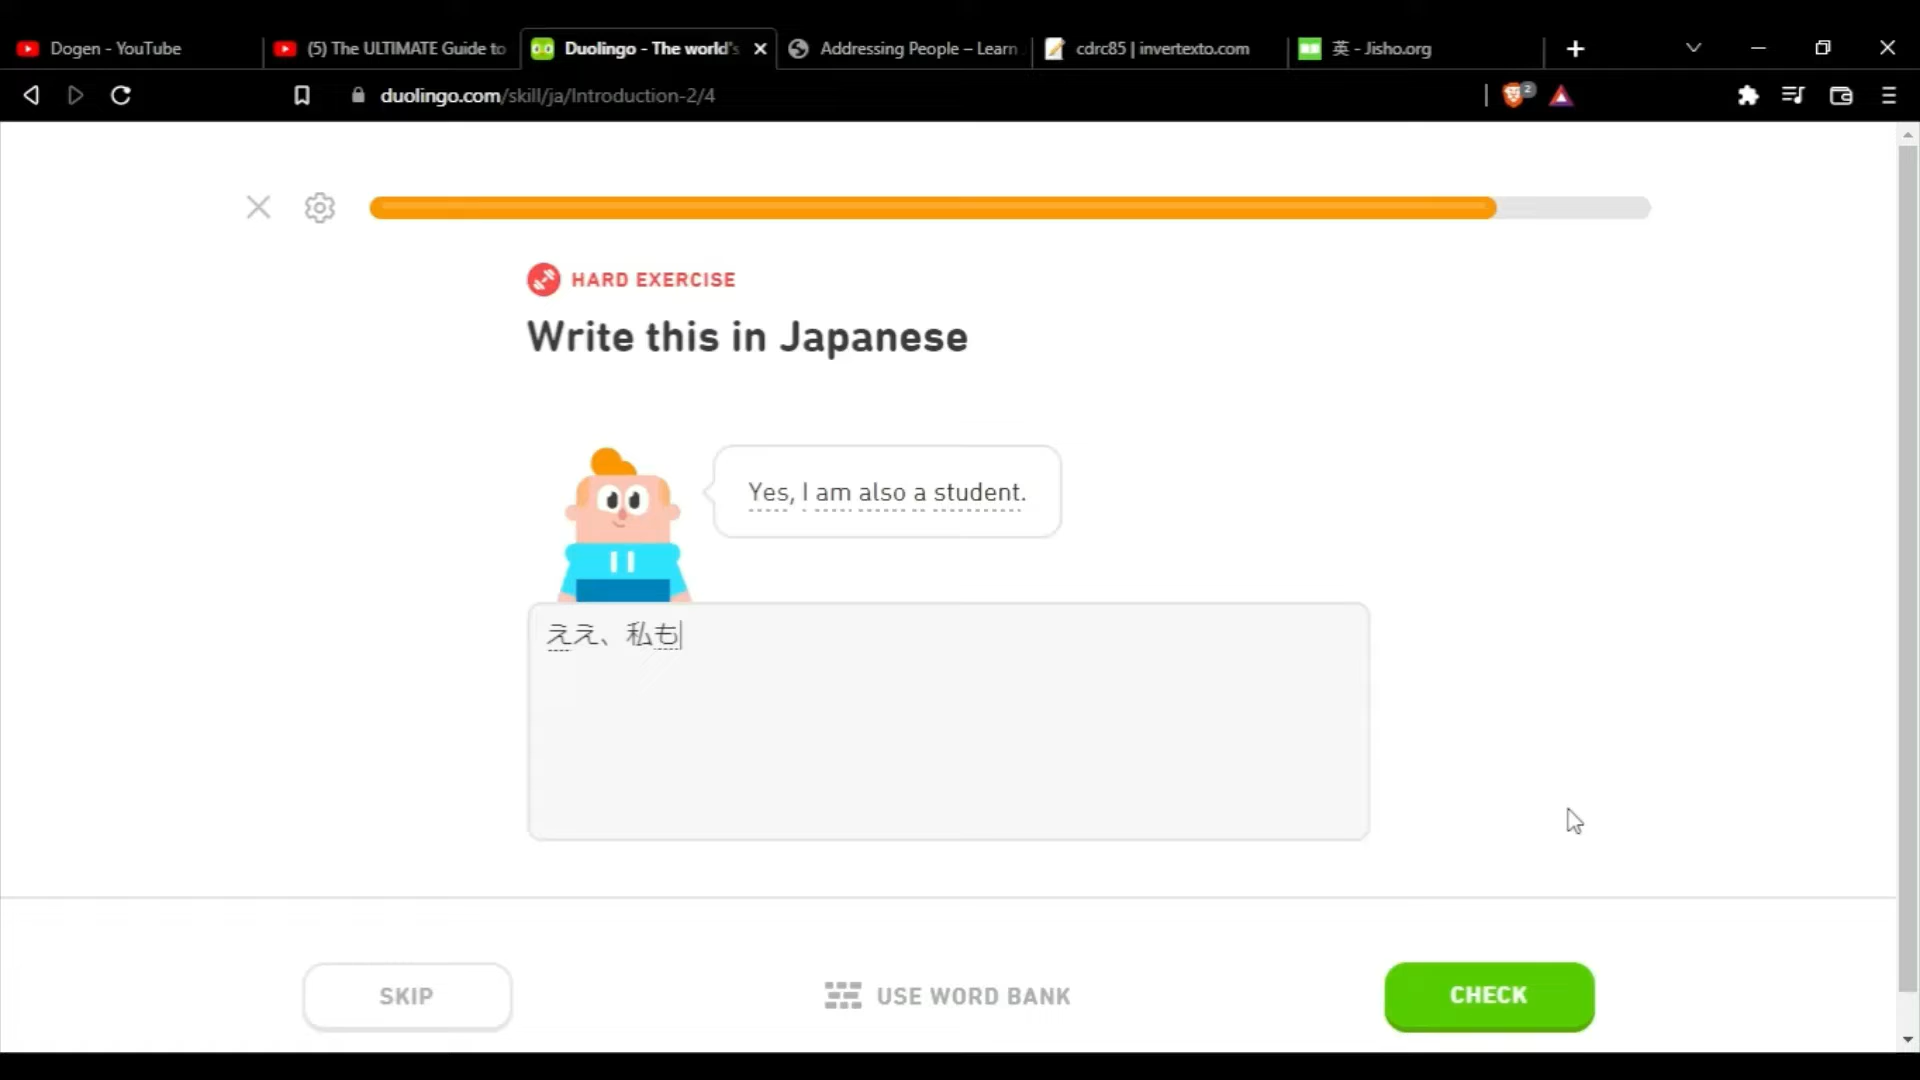 Dogen - YouTube
(5) The ULTIMATE Guide to
Duolingo - The world's
Addressing People – Learn
cdrc85 | invertexto.com
英 - Jisho.org
duolingo.com/skill/ja/Introduction-2/4
2
HARD EXERCISE
Write this in Japanese
Yes, I am also a student.
ええ、私も
SKIP
USE WORD BANK
CHECK